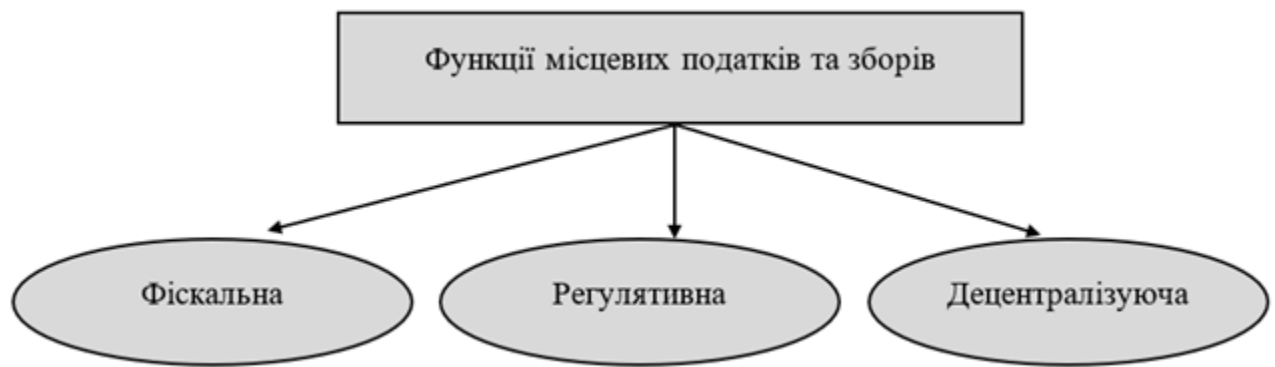 Функції місцевих податків та зборів
Фіскальна
Регулятивна
Децентралізуюча